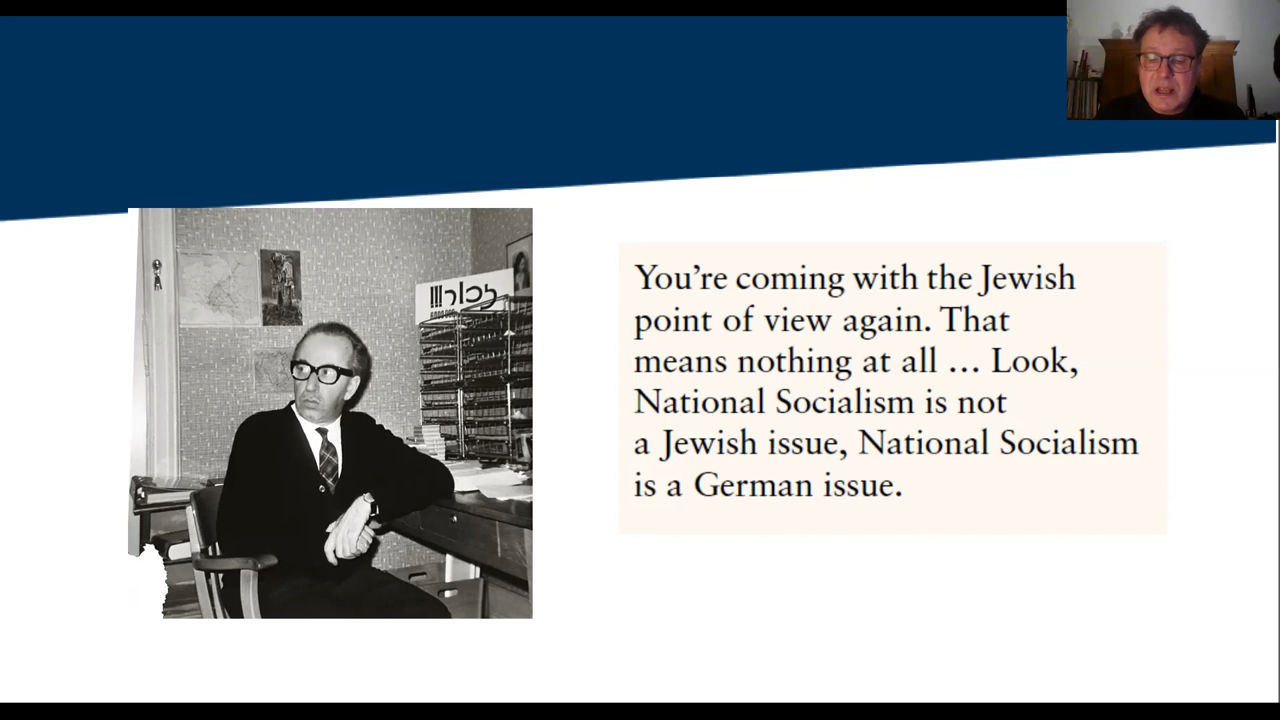 זכור!!!
You're coming with the Jewish
point of view again. That
means nothing at all … Look,
National Socialism is not
a Jewish issue, National Socialism
is a German issue.